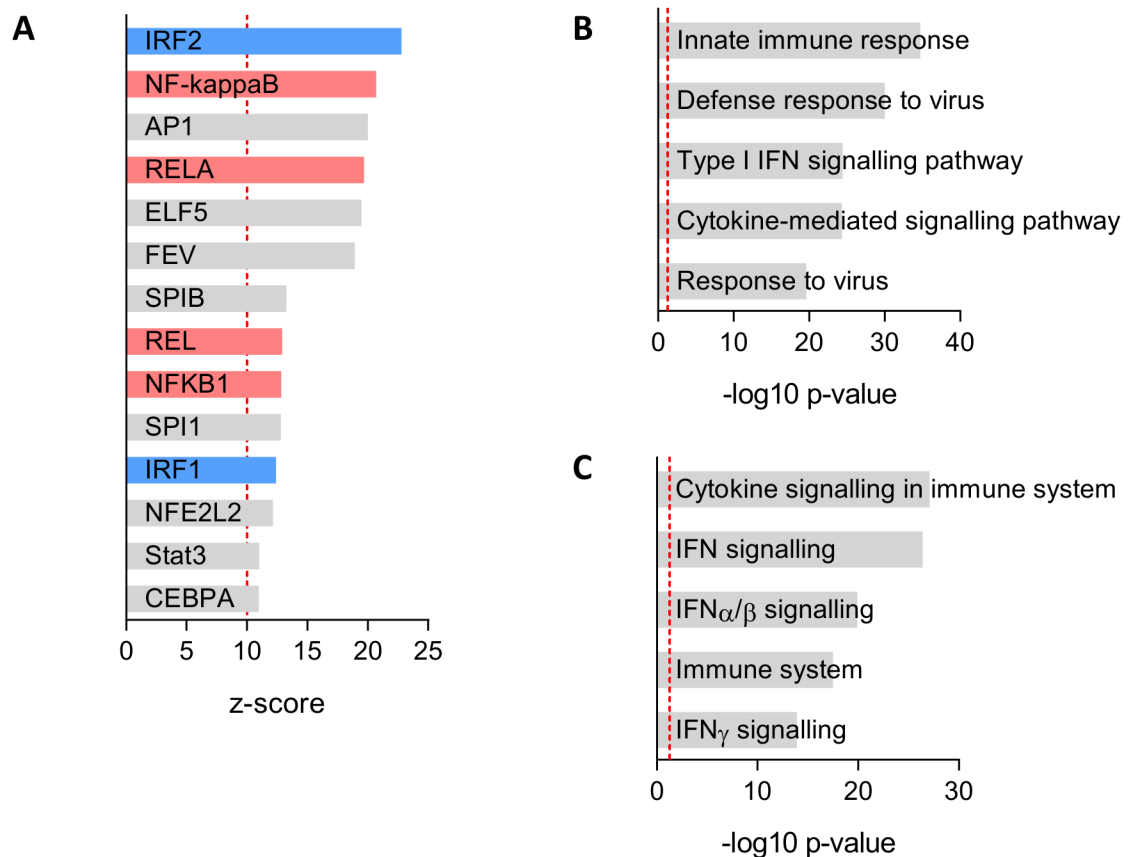 A
IRF2
NF-kappaB
AP1
RELA
ELF5
FEV
SPIB
REL
NFKB1
SPI1
IRF1
NFE2L2
Stat3
CEBPA
0 5 10 15 20 25
z-score
B
Innate immune response
Defense response to virus
Type I IFN signalling pathway
Cytokine-mediated signalling pathway
Response to virus
0 10 20 30 40
-log10 p-value
C
Cytokine signalling in immune system
IFN signalling
IFNα/β signalling
Immune system
IFNγ signalling
0 10 20 30
-log10 p-value